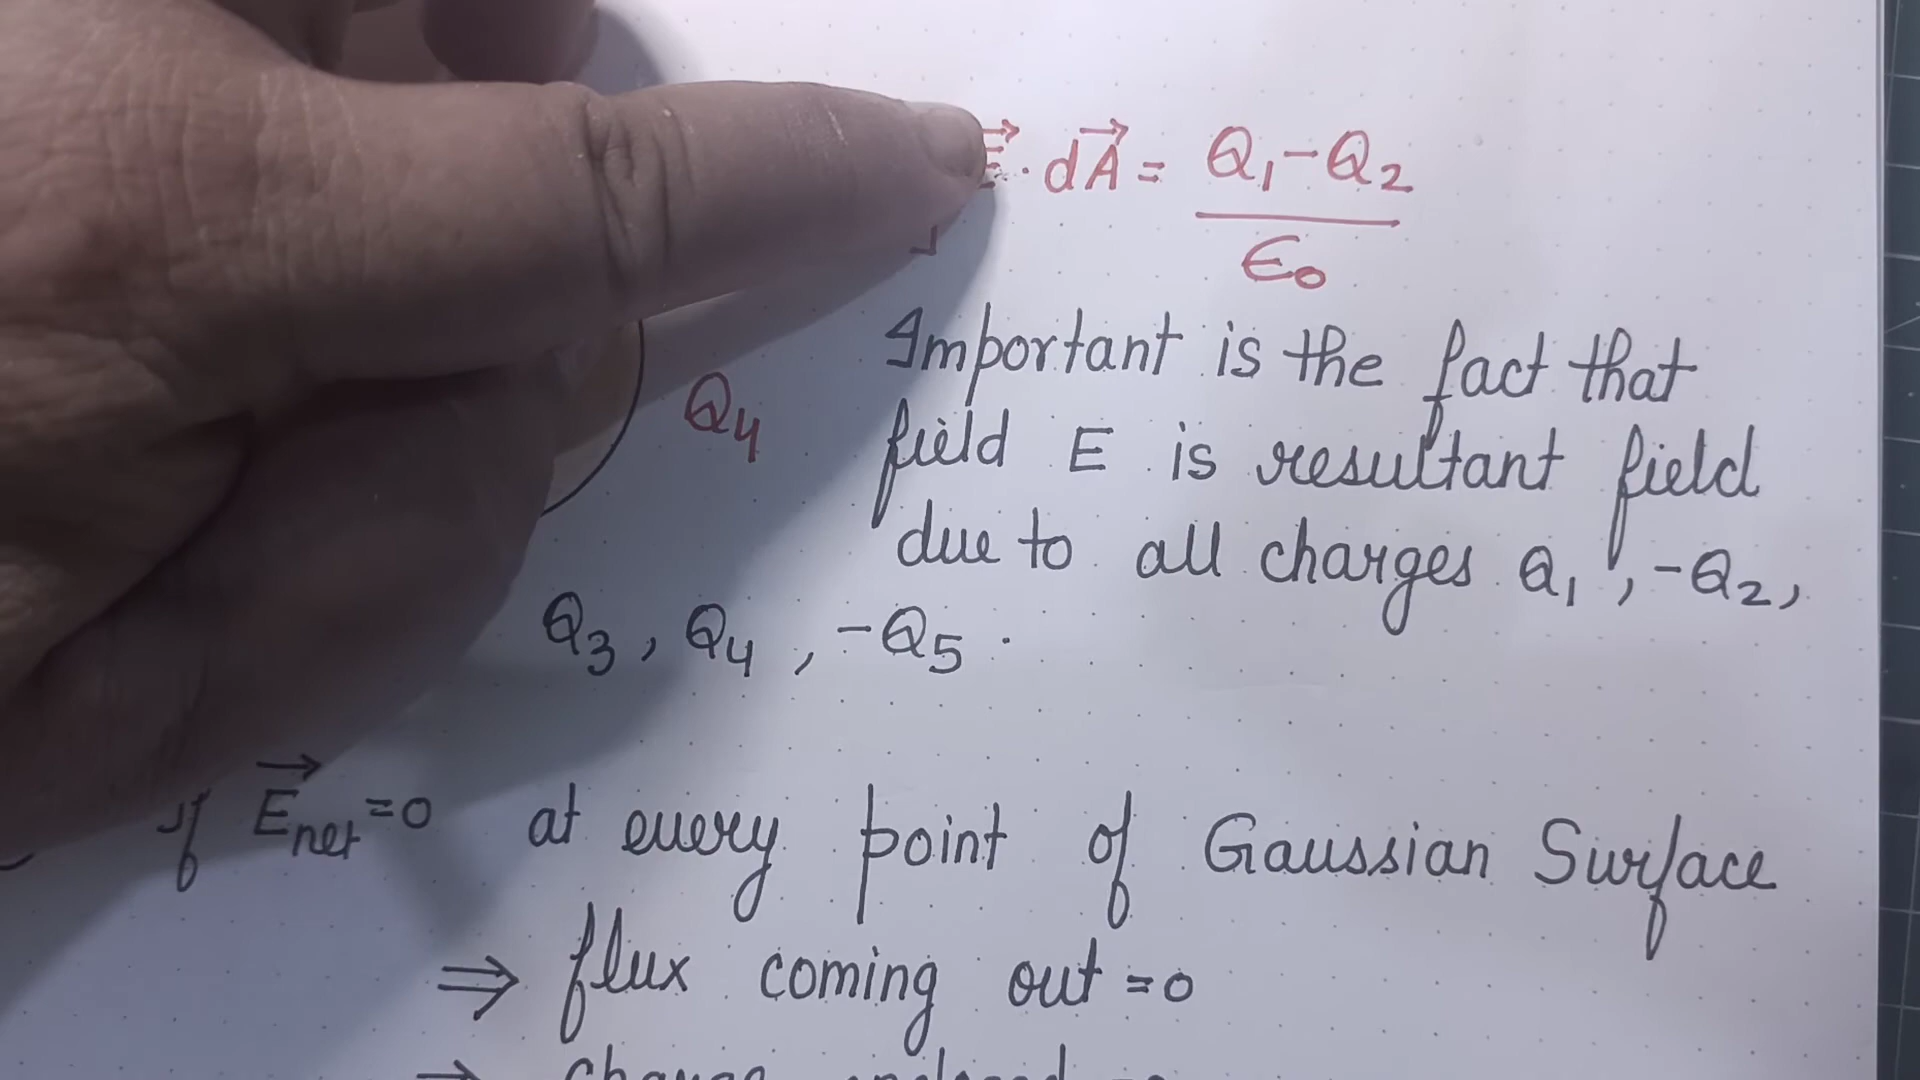 E⃗ · dA⃗ = Q₁ - Q₂ / ε₀
Important is the fact that
Q₄ field E is resultant field
due to all charges Q₁, -Q₂,
Q₃, Q₄, -Q₅.
if E⃗net = 0 at every point of Gaussian Surface
⇒ flux coming out = 0
⇒